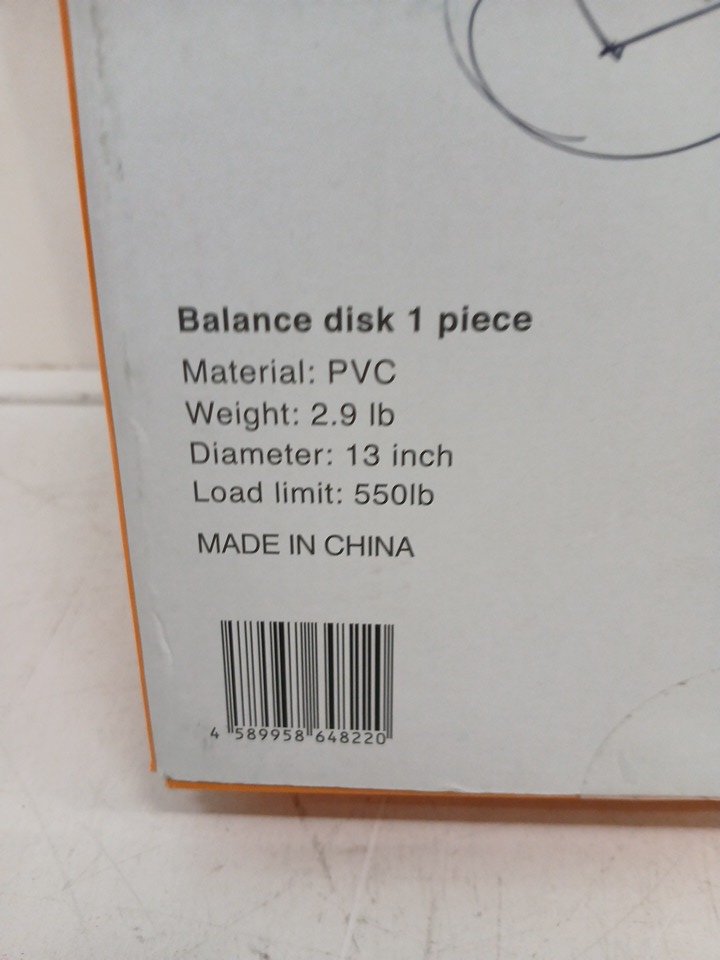 Balance disk 1 piece
Material: PVC
Weight: 2.9 lb
Diameter: 13 inch
Load limit: 550lb
MADE IN CHINA
4 589958 648220